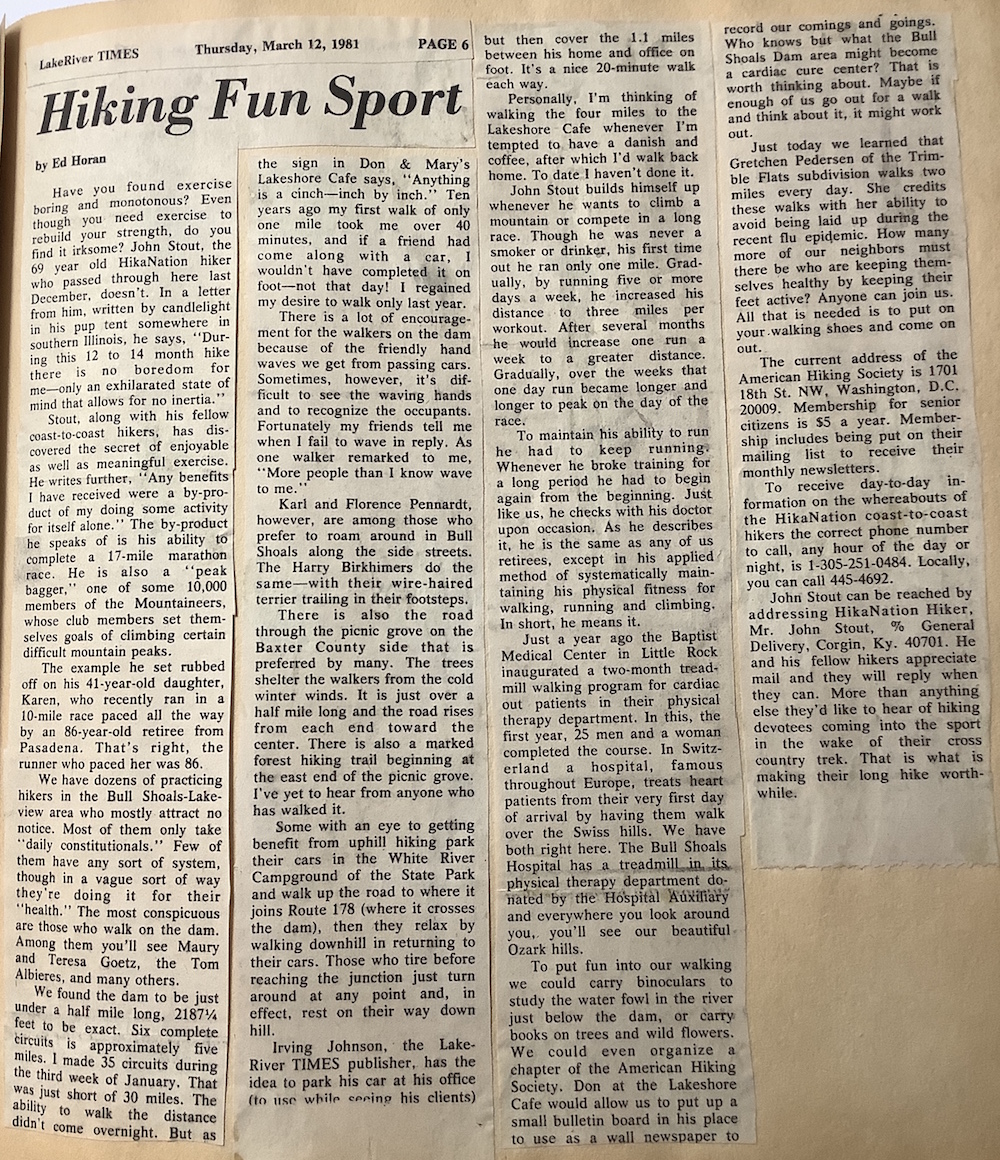 LakeRiver TIMES Thursday, March 12, 1981 PAGE 6
Hiking Fun Sport
by Ed Horan
Have you found exercise
boring and monotonous? Even
though you need exercise to
rebuild your strength, do you
find it irksome? John Stout, the
69 year old HikaNation hiker
who passed through here last
December, doesn't. In a letter
from him, written by candlelight
in his pup tent somewhere in
southern Illinois, he says, "Dur-
ing this 12 to 14 month hike
there is no boredom for
me—only an exhilarated state of
mind that allows for no inertia."
Stout, along with his fellow
coast-to-coast hikers, has dis-
covered the secret of enjoyable
as well as meaningful exercise.
He writes further, "Any benefits
I have received were a by-pro-
duct of my doing some activity
for itself alone." The by-product
he speaks of is his ability to
complete a 17-mile marathon
race. He is also a "peak
bagger," one of some 10,000
members of the Mountaineers,
whose club members set them-
selves goals of climbing certain
difficult mountain peaks.
The example he set rubbed
off on his 41-year-old daughter,
Karen, who recently ran in a
10-mile race paced all the way
by an 86-year-old retiree from
Pasadena. That's right, the
runner who paced her was 86.
We have dozens of practicing
hikers in the Bull Shoals-Lake-
view area who mostly attract no
notice. Most of them only take
"daily constitutionals." Few of
them have any sort of system,
though in a vague sort of way
they're doing it for their
"health." The most conspicuous
are those who walk on the dam.
Among them you'll see Maury
and Teresa Goetz, the Tom
Albieres, and many others.
We found the dam to be just
under a half mile long, 2187¼
feet to be exact. Six complete
circuits is approximately five
miles. I made 35 circuits during
the third week of January. That
was just short of 30 miles. The
ability to walk the distance
didn't come overnight. But as
the sign in Don & Mary's
Lakeshore Cafe says, "Anything
is a cinch—inch by inch." Ten
years ago my first walk of only
one mile took me over 40
minutes, and if a friend had
come along with a car, I
wouldn't have completed it on
foot—not that day! I regained
my desire to walk only last year.
There is a lot of encourage-
ment for the walkers on the dam
because of the friendly hand
waves we get from passing cars.
Sometimes, however, it's dif-
ficult to see the waving hands
and to recognize the occupants.
Fortunately my friends tell me
when I fail to wave in reply. As
one walker remarked to me,
"More people than I know wave
to me."
Karl and Florence Pennardt,
however, are among those who
prefer to roam around in Bull
Shoals along the side streets.
The Harry Birkhimers do the
same—with their wire-haired
terrier trailing in their footsteps.
There is also the road
through the picnic grove on the
Baxter County side that is
preferred by many. The trees
shelter the walkers from the cold
winter winds. It is just over a
half mile long and the road rises
from each end toward the
center. There is also a marked
forest hiking trail beginning at
the east end of the picnic grove.
I've yet to hear from anyone who
has walked it.
Some with an eye to getting
benefit from uphill hiking park
their cars in the White River
Campground of the State Park
and walk up the road to where it
joins Route 178 (where it crosses
the dam), then they relax by
walking downhill in returning to
their cars. Those who tire before
reaching the junction just turn
around at any point and, in
effect, rest on their way down
hill.
Irving Johnson, the Lake-
River TIMES publisher, has the
idea to park his car at his office
(to use while seeing his clients)
but then cover the 1.1 miles
between his home and office on
foot. It's a nice 20-minute walk
each way.
Personally, I'm thinking of
walking the four miles to the
Lakeshore Cafe whenever I'm
tempted to have a danish and
coffee, after which I'd walk back
home. To date I haven't done it.
John Stout builds himself up
whenever he wants to climb a
mountain or compete in a long
race. Though he was never a
smoker or drinker, his first time
out he ran only one mile. Grad-
ually, by running five or more
days a week, he increased his
distance to three miles per
workout. After several months
he would increase one run a
week to a greater distance.
Gradually, over the weeks that
one day run became longer and
longer to peak on the day of the
race.
To maintain his ability to run
he had to keep running.
Whenever he broke training for
a long period he had to begin
again from the beginning. Just
like us, he checks with his doctor
upon occasion. As he describes
it, he is the same as any of us
retirees, except in his applied
method of systematically main-
taining his physical fitness for
walking, running and climbing.
In short, he means it.
Just a year ago the Baptist
Medical Center in Little Rock
inaugurated a two-month tread-
mill walking program for cardiac
out patients in their physical
therapy department. In this, the
first year, 25 men and a woman
completed the course. In Switz-
erland a hospital, famous
throughout Europe, treats heart
patients from their very first day
of arrival by having them walk
over the Swiss hills. We have
both right here. The Bull Shoals
Hospital has a treadmill in its
physical therapy department do-
nated by the Hospital Auxiliary
and everywhere you look around
you, you'll see our beautiful
Ozark hills.
To put fun into our walking
we could carry binoculars to
study the water fowl in the river
just below the dam, or carry
books on trees and wild flowers.
We could even organize a
chapter of the American Hiking
Society. Don at the Lakeshore
Cafe would allow us to put up a
small bulletin board in his place
to use as a wall newspaper to
record our comings and goings.
Who knows but what the Bull
Shoals Dam area might become
a cardiac cure center? That is
worth thinking about. Maybe if
enough of us go out for a walk
and think about it, it might work
out.
Just today we learned that
Gretchen Pedersen of the Trim-
ble Flats subdivision walks two
miles every day. She credits
these walks with her ability to
avoid being laid up during the
recent flu epidemic. How many
more of our neighbors must
there be who are keeping them-
selves healthy by keeping their
feet active? Anyone can join us.
All that is needed is to put on
your walking shoes and come on
out.
The current address of the
American Hiking Society is 1701
18th St. NW, Washington, D.C.
20009. Membership for senior
citizens is $5 a year. Member-
ship includes being put on their
mailing list to receive their
monthly newsletters.
To receive day-to-day in-
formation on the whereabouts of
the HikaNation coast-to-coast
hikers the correct phone number
to call, any hour of the day or
night, is 1-305-251-0484. Locally,
you can call 445-4692.
John Stout can be reached by
addressing HikaNation Hiker,
Mr. John Stout, % General
Delivery, Corgin, Ky. 40701. He
and his fellow hikers appreciate
mail and they will reply when
they can. More than anything
else they'd like to hear of hiking
devotees coming into the sport
in the wake of their cross
country trek. That is what is
making their long hike worth-
while.